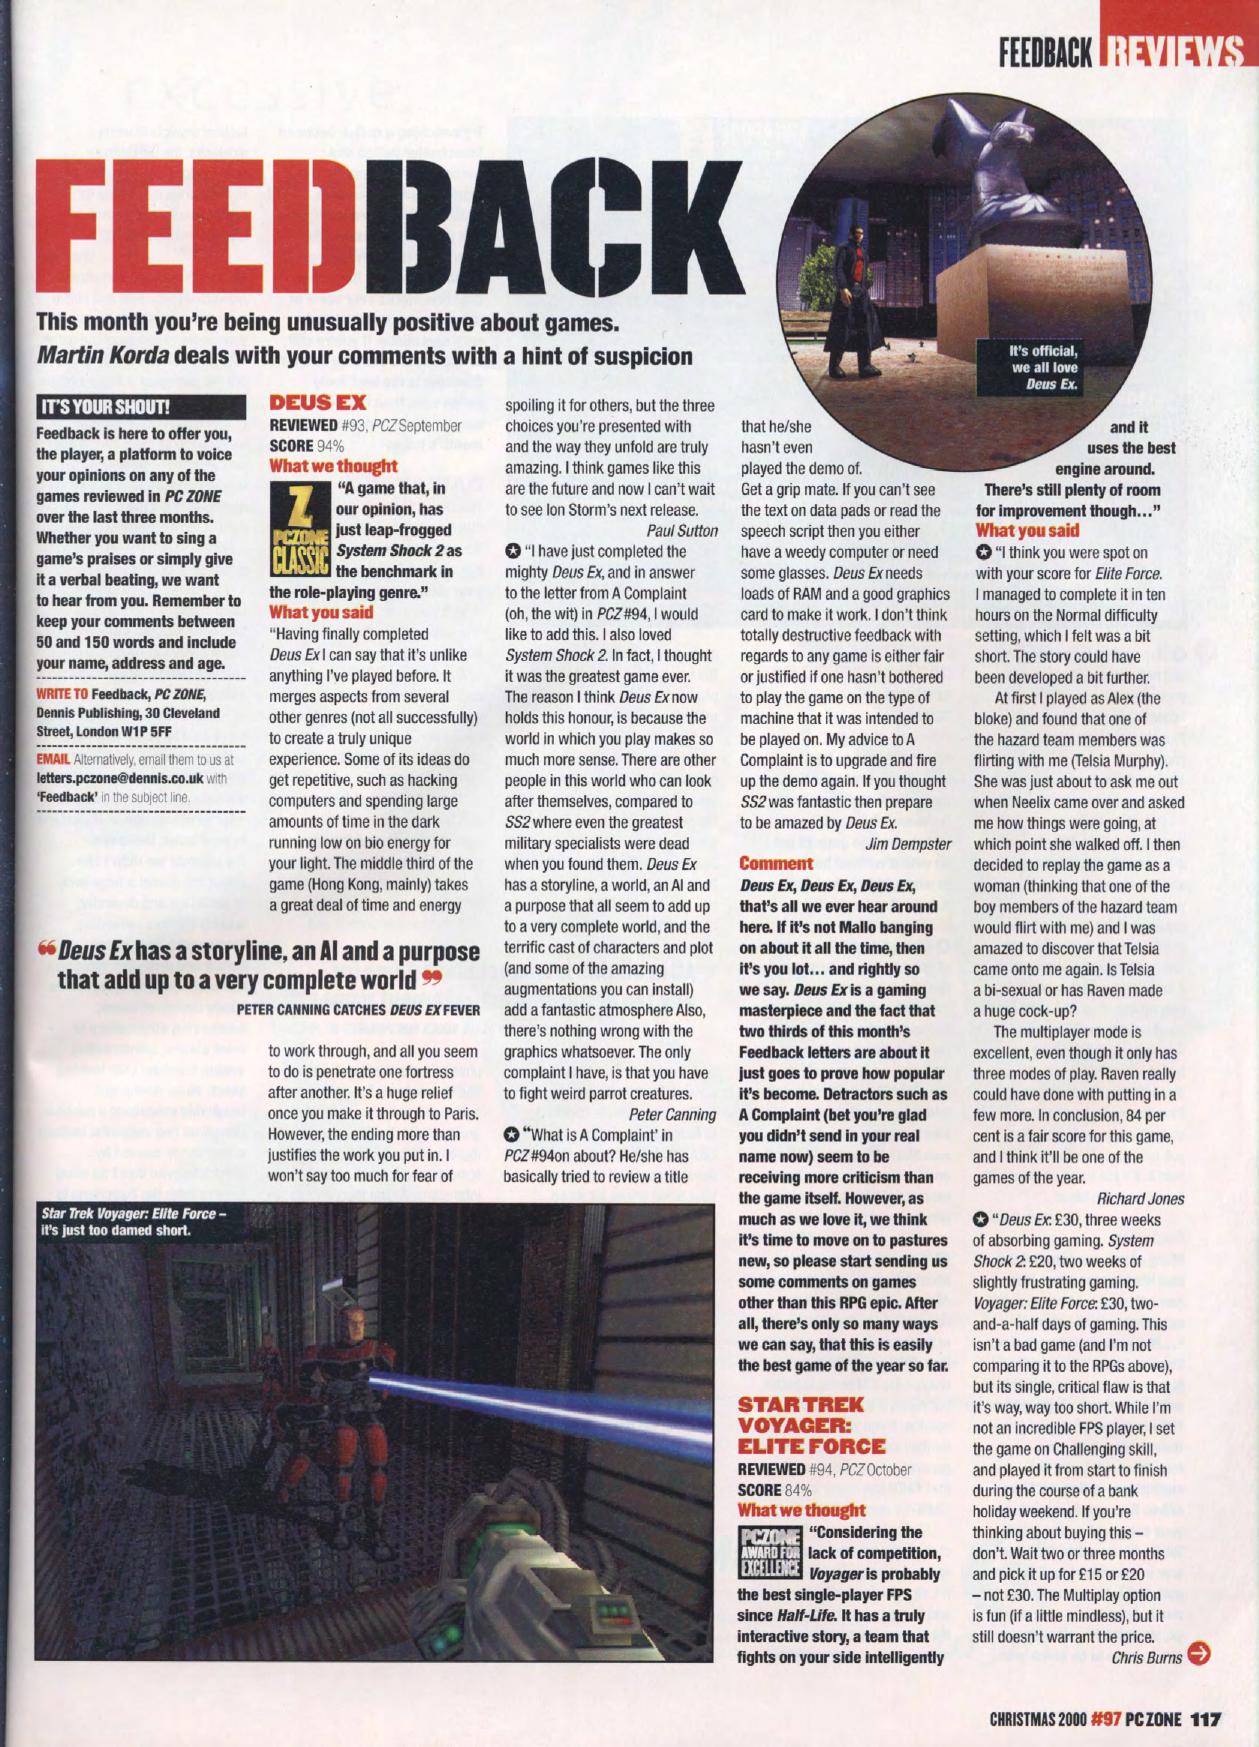 FEEDBACK REVIEWS
FEEDBACK
This month you're being unusually positive about games.
Martin Korda deals with your comments with a hint of suspicion
It's official,
we all love
Deus Ex.
IT'S YOUR SHOUT!
Feedback is here to offer you,
the player, a platform to voice
your opinions on any of the
games reviewed in PC ZONE
over the last three months.
Whether you want to sing a
game's praises or simply give
it a verbal beating, we want
to hear from you. Remember to
keep your comments between
50 and 150 words and include
your name, address and age.
WRITE TO Feedback, PC ZONE,
Dennis Publishing, 30 Cleveland
Street, London W1P 5FF
EMAIL Alternatively, email them to us at
letters.pczone@dennis.co.uk with
'Feedback' in the subject line.
DEUS EX
REVIEWED #93, PCZ September
SCORE 94%
What we thought
Z
PCZONE
CLASSIC
"A game that, in
our opinion, has
just leap-frogged
System Shock 2 as
the benchmark in
the role-playing genre."
What you said
"Having finally completed
Deus Ex I can say that it's unlike
anything I've played before. It
merges aspects from several
other genres (not all successfully)
to create a truly unique
experience. Some of its ideas do
get repetitive, such as hacking
computers and spending large
amounts of time in the dark
running low on bio energy for
your light. The middle third of the
game (Hong Kong, mainly) takes
a great deal of time and energy
"Deus Ex has a storyline, an AI and a purpose
that add up to a very complete world"
PETER CANNING CATCHES DEUS EX FEVER
to work through, and all you seem
to do is penetrate one fortress
after another. It's a huge relief
once you make it through to Paris.
However, the ending more than
justifies the work you put in. I
won't say too much for fear of
spoiling it for others, but the three
choices you're presented with
and the way they unfold are truly
amazing. I think games like this
are the future and now I can't wait
to see Ion Storm's next release.
Paul Sutton
"I have just completed the
mighty Deus Ex, and in answer
to the letter from A Complaint
(oh, the wit) in PCZ #94, I would
like to add this. I also loved
System Shock 2. In fact, I thought
it was the greatest game ever.
The reason I think Deus Ex now
holds this honour, is because the
world in which you play makes so
much more sense. There are other
people in this world who can look
after themselves, compared to
SS2 where even the greatest
military specialists were dead
when you found them. Deus Ex
has a storyline, a world, an AI and
a purpose that all seem to add up
to a very complete world, and the
terrific cast of characters and plot
(and some of the amazing
augmentations you can install)
add a fantastic atmosphere Also,
there's nothing wrong with the
graphics whatsoever. The only
complaint I have, is that you have
to fight weird parrot creatures.
Peter Canning
"What is A Complaint' in
PCZ #94on about? He/she has
basically tried to review a title
that he/she
hasn't even
played the demo of.
Get a grip mate. If you can't see
the text on data pads or read the
speech script then you either
have a weedy computer or need
some glasses. Deus Ex needs
loads of RAM and a good graphics
card to make it work. I don't think
totally destructive feedback with
regards to any game is either fair
or justified if one hasn't bothered
to play the game on the type of
machine that it was intended to
be played on. My advice to A
Complaint is to upgrade and fire
up the demo again. If you thought
SS2 was fantastic then prepare
to be amazed by Deus Ex.
Jim Dempster
Comment
Deus Ex, Deus Ex, Deus Ex,
that's all we ever hear around
here. If it's not Mallo banging
on about it all the time, then
it's you lot... and rightly so
we say. Deus Ex is a gaming
masterpiece and the fact that
two thirds of this month's
Feedback letters are about it
just goes to prove how popular
it's become. Detractors such as
A Complaint (bet you're glad
you didn't send in your real
name now) seem to be
receiving more criticism than
the game itself. However, as
much as we love it, we think
it's time to move on to pastures
new, so please start sending us
some comments on games
other than this RPG epic. After
all, there's only so many ways
we can say, that this is easily
the best game of the year so far.
STAR TREK
VOYAGER:
ELITE FORCE
REVIEWED #94, PCZ October
SCORE 84%
What we thought
PCZONE
AWARD FOR
EXCELLENCE
"Considering the
lack of competition,
Voyager is probably
the best single-player FPS
since Half-Life. It has a truly
interactive story, a team that
fights on your side intelligently
and it
uses the best
engine around.
There's still plenty of room
for improvement though..."
What you said
"I think you were spot on
with your score for Elite Force.
I managed to complete it in ten
hours on the Normal difficulty
setting, which I felt was a bit
short. The story could have
been developed a bit further.
At first I played as Alex (the
bloke) and found that one of
the hazard team members was
flirting with me (Telsia Murphy).
She was just about to ask me out
when Neelix came over and asked
me how things were going, at
which point she walked off. I then
decided to replay the game as a
woman (thinking that one of the
boy members of the hazard team
would flirt with me) and I was
amazed to discover that Telsia
came onto me again. Is Telsia
a bi-sexual or has Raven made
a huge cock-up?
The multiplayer mode is
excellent, even though it only has
three modes of play. Raven really
could have done with putting in a
few more. In conclusion, 84 per
cent is a fair score for this game,
and I think it'll be one of the
games of the year.
Richard Jones
"Deus Ex: £30, three weeks
of absorbing gaming. System
Shock 2: £20, two weeks of
slightly frustrating gaming.
Voyager: Elite Force: £30, two-
and-a-half days of gaming. This
isn't a bad game (and I'm not
comparing it to the RPGs above),
but its single, critical flaw is that
it's way, way too short. While I'm
not an incredible FPS player, I set
the game on Challenging skill,
and played it from start to finish
during the course of a bank
holiday weekend. If you're
thinking about buying this –
don't. Wait two or three months
and pick it up for £15 or £20
– not £30. The Multiplay option
is fun (if a little mindless), but it
still doesn't warrant the price.
Chris Burns
Star Trek Voyager: Elite Force –
it's just too damed short.
CHRISTMAS 2000 #97 PC ZONE 117